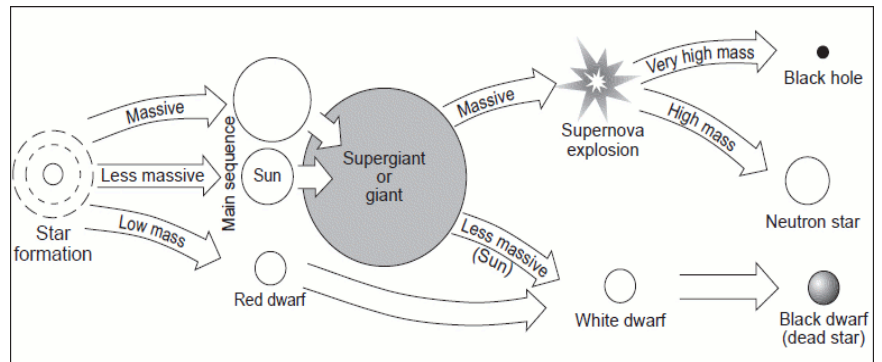 Star
formation
Massive
Less massive
Low mass
Main sequence
Sun
Red dwarf
Supergiant
or
giant
Massive
Less massive
(Sun)
Supernova
explosion
Very high mass
High mass
Black hole
Neutron star
White dwarf
Black dwarf
(dead star)